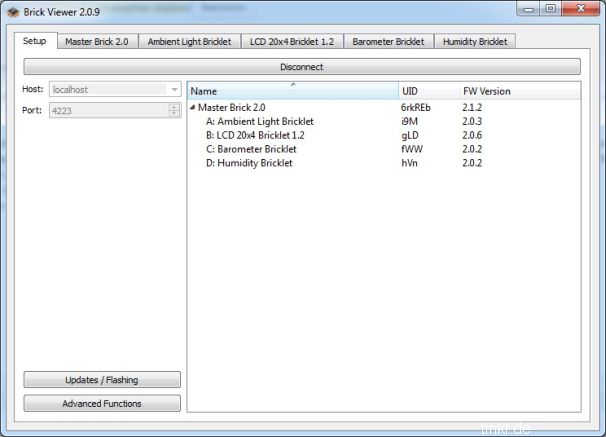 Brick Viewer 2.0.9
Setup Master Brick 2.0 Ambient Light Bricklet LCD 20x4 Bricklet 1.2 Barometer Bricklet Humidity Bricklet
Disconnect
Host: localhost
Port: 4223
Name UID FW Version
Master Brick 2.0 6rkREb 2.1.2
A: Ambient Light Bricklet i9M 2.0.3
B: LCD 20x4 Bricklet 1.2 gLD 2.0.6
C: Barometer Bricklet fWW 2.0.2
D: Humidity Bricklet hVn 2.0.2
Updates / Flashing
Advanced Functions